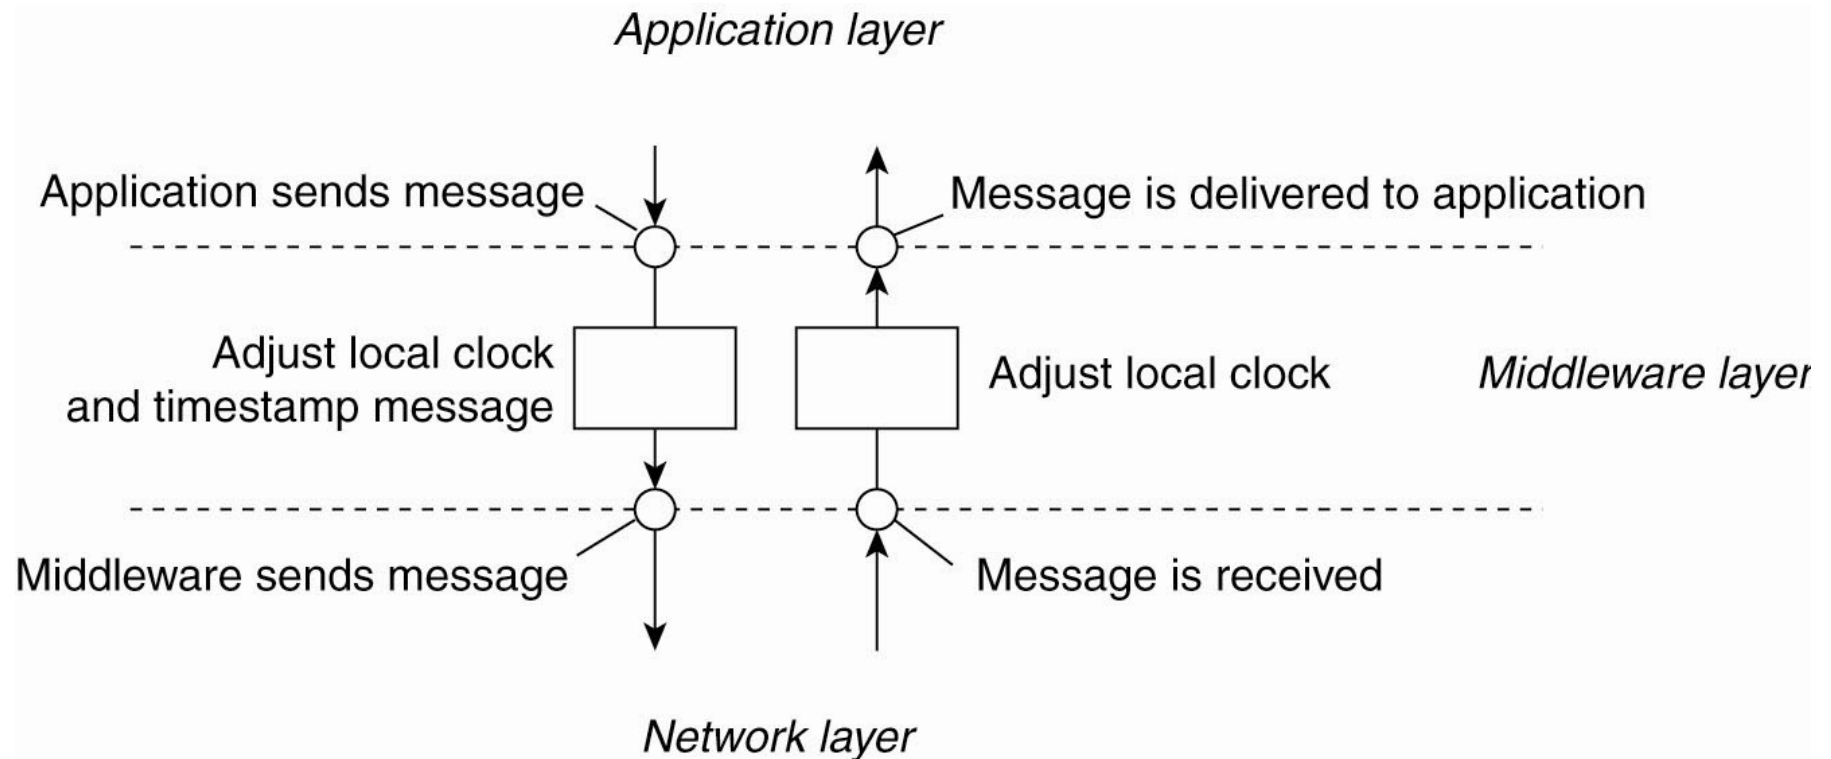 Application layer
Application sends message
Message is delivered to application
Adjust local clock
and timestamp message
Adjust local clock
Middleware layer
Middleware sends message
Message is received
Network layer